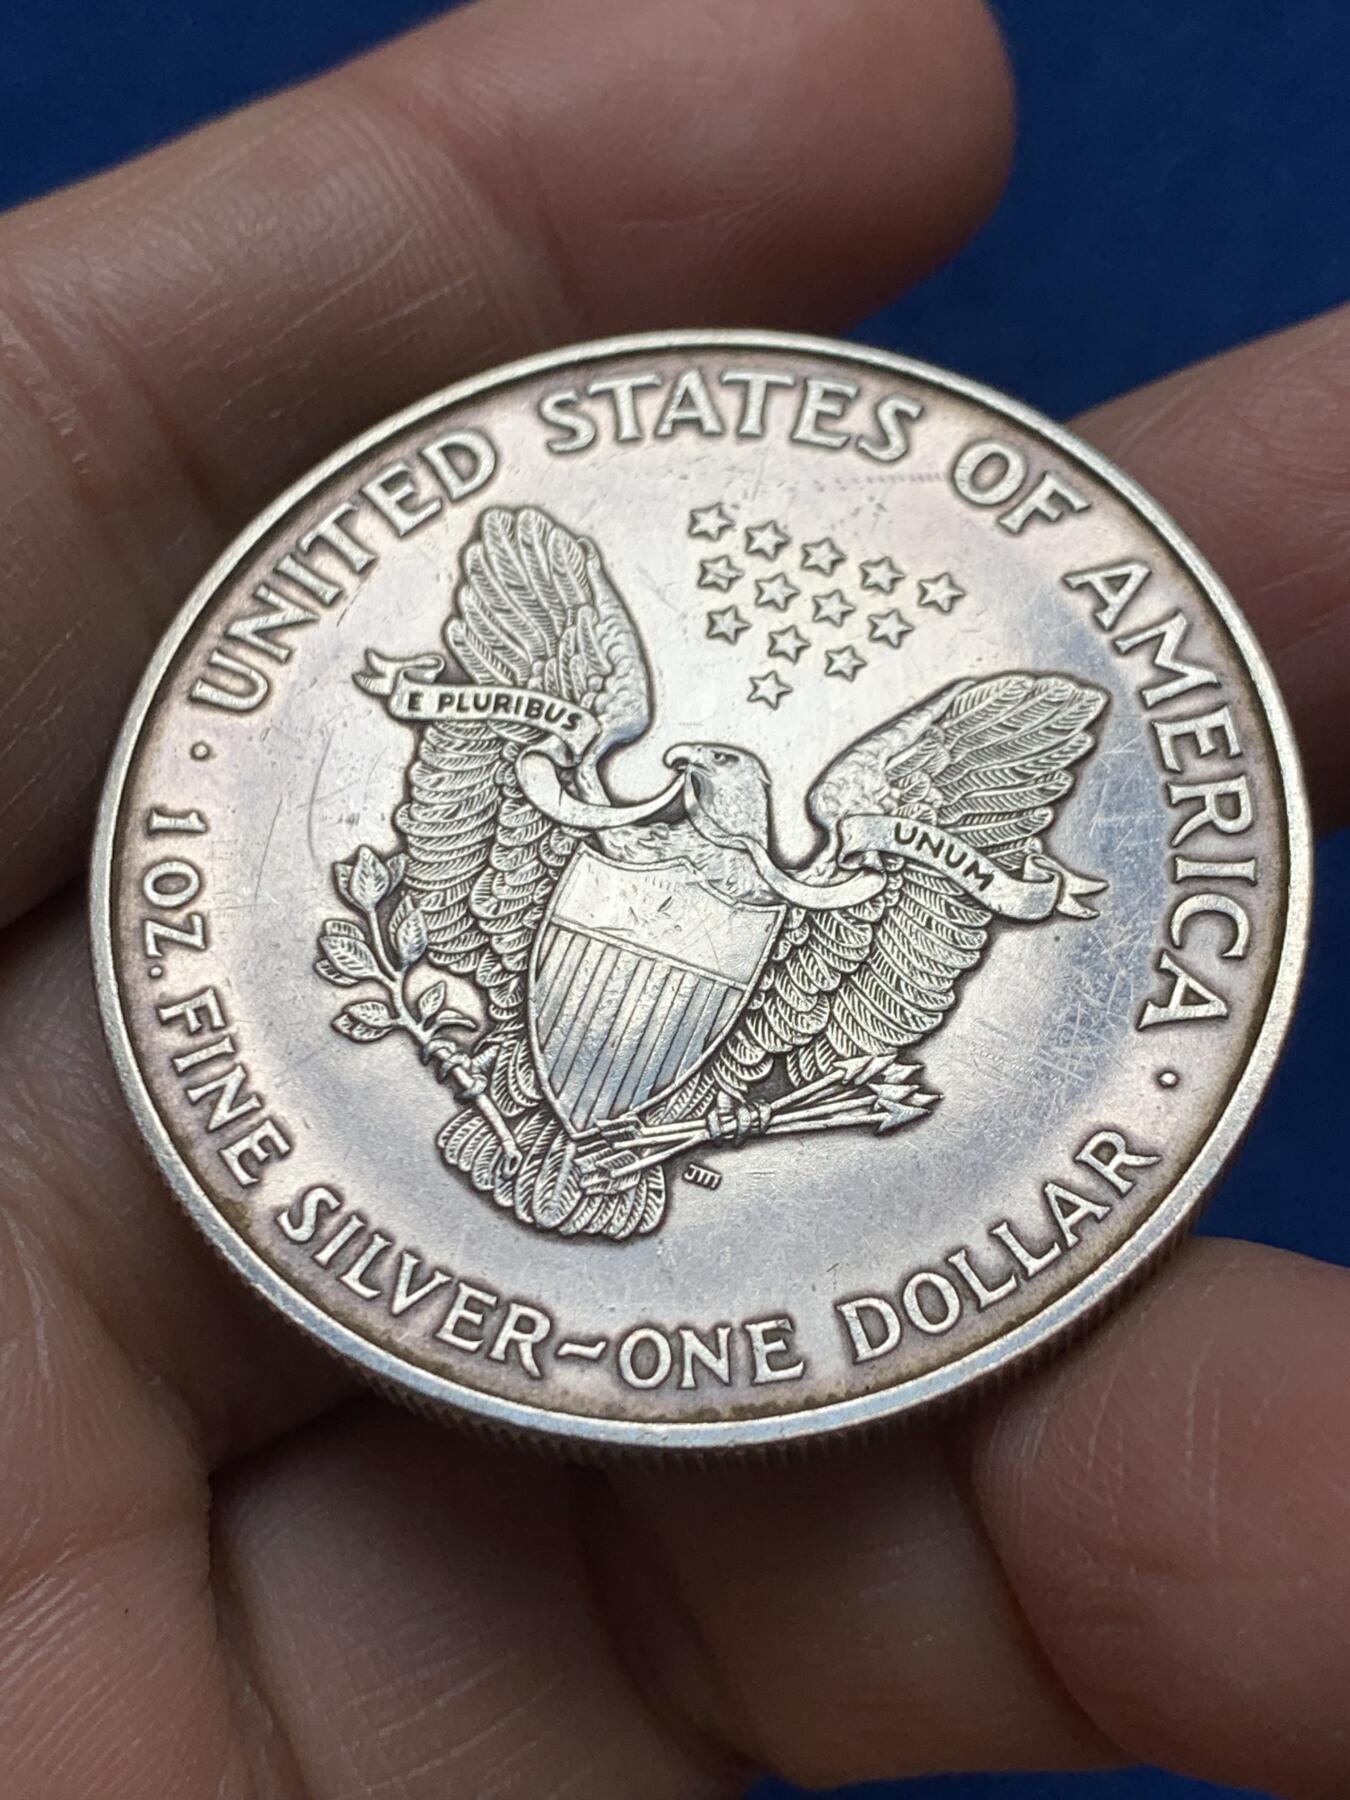 UNITED STATES OF AMERICA
E PLURIBUS
UNUM
JM
1 OZ. FINE SILVER~ONE DOLLAR